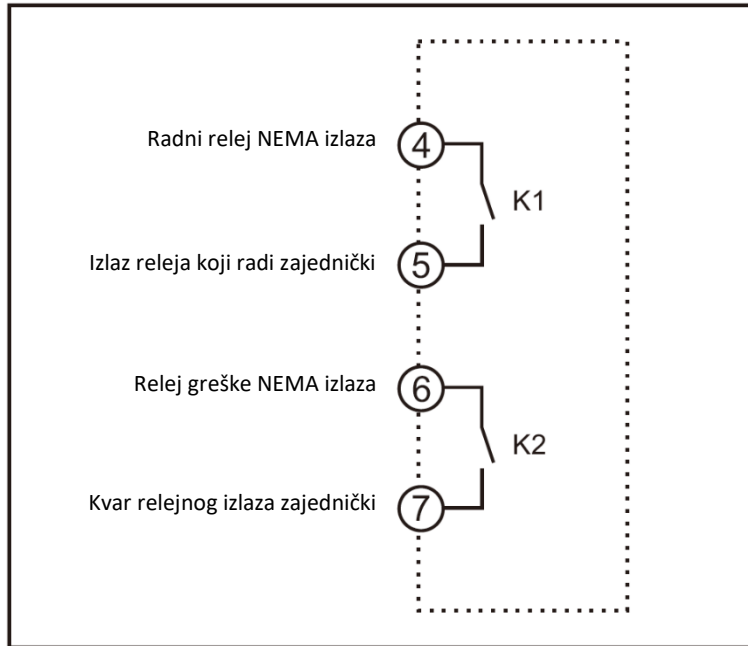 Radni relej NEMA izlaza
4
K1
Izlaz releja koji radi zajednički
5
Relej greške NEMA izlaza
6
K2
Kvar relejnog izlaza zajednički
7